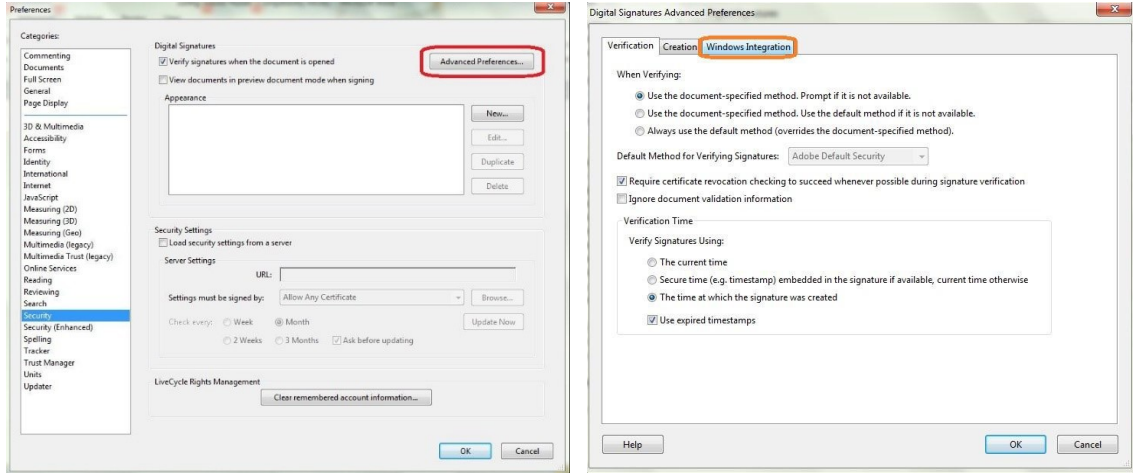 Preferences
Categories:
Commenting
Documents
Full Screen
General
Page Display
3D & Multimedia
Accessibility
Forms
Identity
International
Internet
JavaScript
Measuring (2D)
Measuring (3D)
Measuring (Geo)
Multimedia (legacy)
Multimedia Trust (legacy)
Online Services
Reading
Reviewing
Search
Security
Security (Enhanced)
Spelling
Tracker
Trust Manager
Units
Updater
Digital Signatures
Verify signatures when the document is opened
Advanced Preferences...
View documents in preview document mode when signing
Appearance
New...
Edit...
Duplicate
Delete
Security Settings
Load security settings from a server
Server Settings
URL:
Settings must be signed by: Allow Any Certificate Browse...
Check every: Week Month Update Now
2 Weeks 3 Months Ask before updating
LiveCycle Rights Management
Clear remembered account information...
OK Cancel
Digital Signatures Advanced Preferences
Verification Creation Windows Integration
When Verifying:
Use the document-specified method. Prompt if it is not available.
Use the document-specified method. Use the default method if it is not available.
Always use the default method (overrides the document-specified method).
Default Method for Verifying Signatures: Adobe Default Security
Require certificate revocation checking to succeed whenever possible during signature verification
Ignore document validation information
Verification Time
Verify Signatures Using:
The current time
Secure time (e.g. timestamp) embedded in the signature if available, current time otherwise
The time at which the signature was created
Use expired timestamps
Help OK Cancel